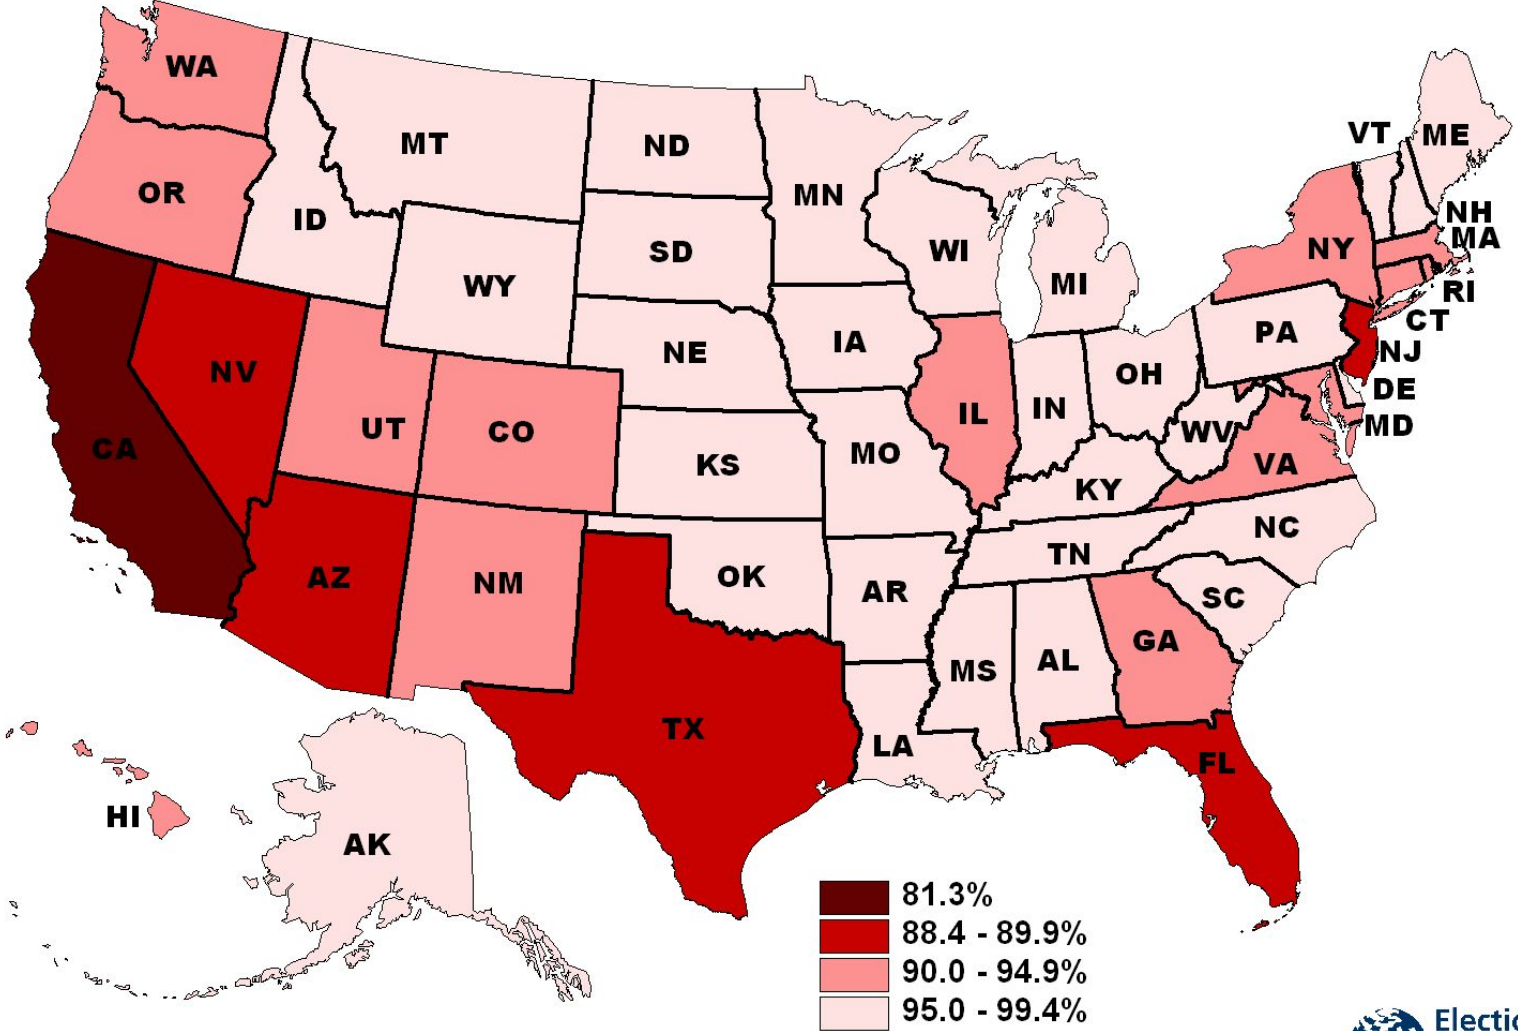 WA
MT
ND
MN
VT
ME
OR
ID
SD
WI
MI
NY
NH
MA
WY
RI
CT
IA
PA
NJ
NE
OH
DE
NV
IL
IN
MD
UT
CO
WV
CA
KS
MO
VA
KY
NC
TN
AZ
NM
OK
AR
SC
GA
MS
AL
TX
LA
FL
HI
AK
81.3%
88.4 - 89.9%
90.0 - 94.9%
95.0 - 99.4%